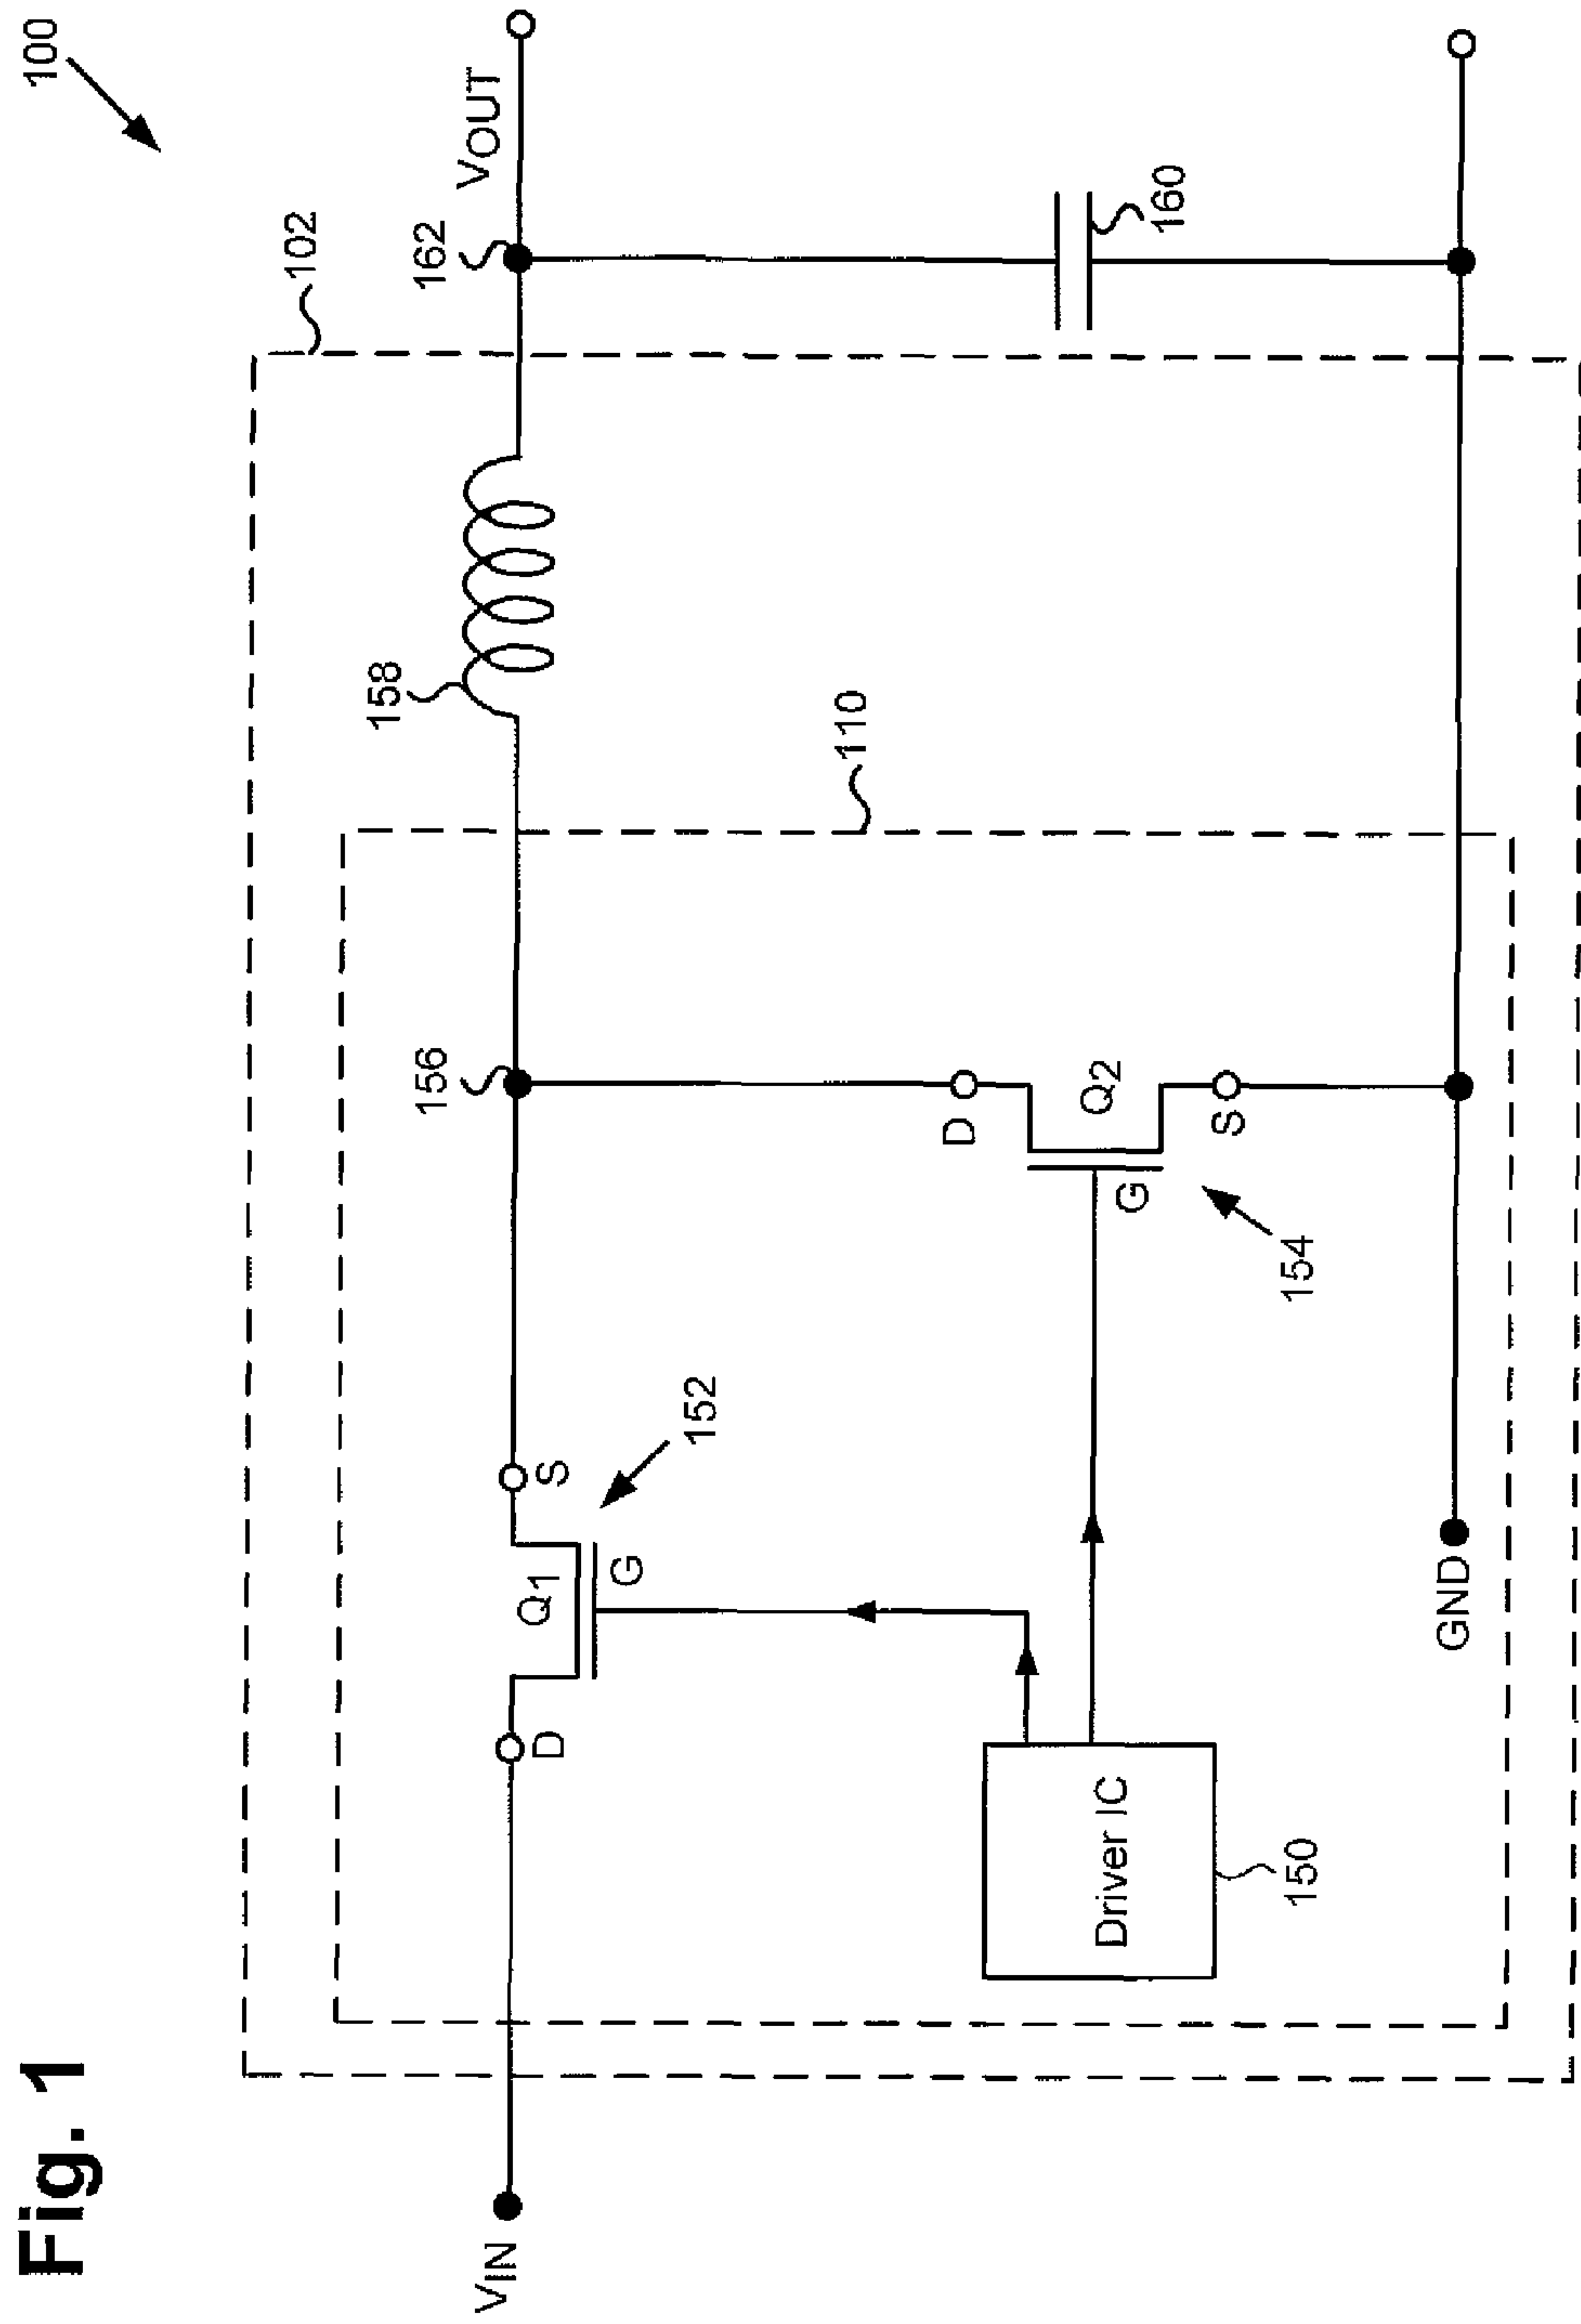 Fig. 1
100
102
162
VOUT
158
110
156
VIN
D
Q1
S
G
152
160
D
Q2
G
S
154
Driver IC
150
GND